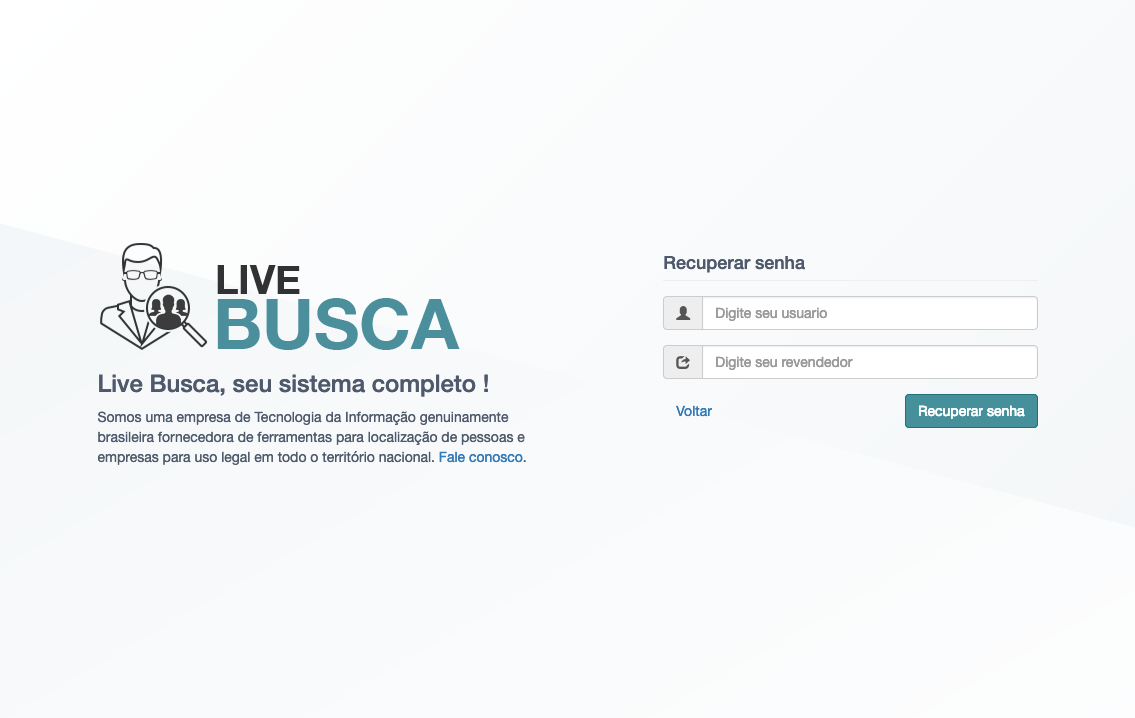 LIVE
BUSCA
Live Busca, seu sistema completo !
Somos uma empresa de Tecnologia da Informação genuinamente
brasileira fornecedora de ferramentas para localização de pessoas e
empresas para uso legal em todo o território nacional. Fale conosco.
Recuperar senha
Digite seu usuario
Digite seu revendedor
Voltar
Recuperar senha